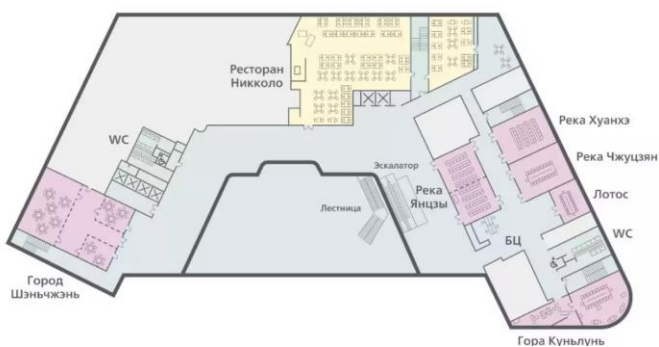 Ресторан
Никколо
WC
Река Хуанхэ
Эскалатор
Река Чжуцзян
Река
Янцзы
Лотос
Лестница
WC
БЦ
Город
Шэньчжэнь
Гора Куньлунь